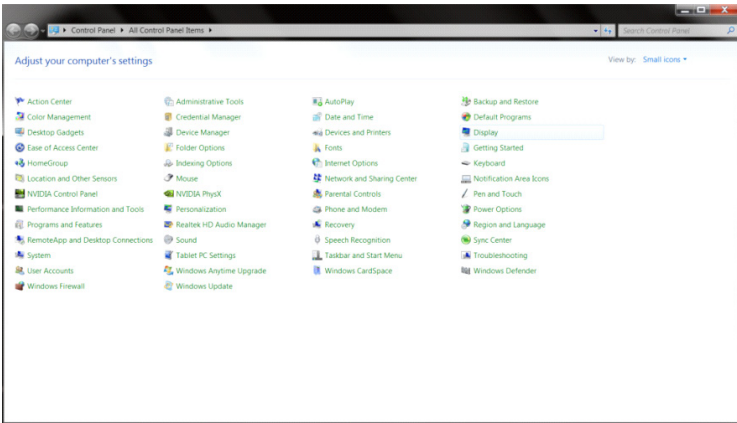 Control Panel ▸ All Control Panel Items ▸ Search Control Panel
Adjust your computer's settings View by: Small icons
Action Center Administrative Tools AutoPlay Backup and Restore
Color Management Credential Manager Date and Time Default Programs
Desktop Gadgets Device Manager Devices and Printers Display
Ease of Access Center Folder Options Fonts Getting Started
HomeGroup Indexing Options Internet Options Keyboard
Location and Other Sensors Mouse Network and Sharing Center Notification Area Icons
NVIDIA Control Panel NVIDIA PhysX Parental Controls Pen and Touch
Performance Information and Tools Personalization Phone and Modem Power Options
Programs and Features Realtek HD Audio Manager Recovery Region and Language
RemoteApp and Desktop Connections Sound Speech Recognition Sync Center
System Tablet PC Settings Taskbar and Start Menu Troubleshooting
User Accounts Windows Anytime Upgrade Windows CardSpace Windows Defender
Windows Firewall Windows Update